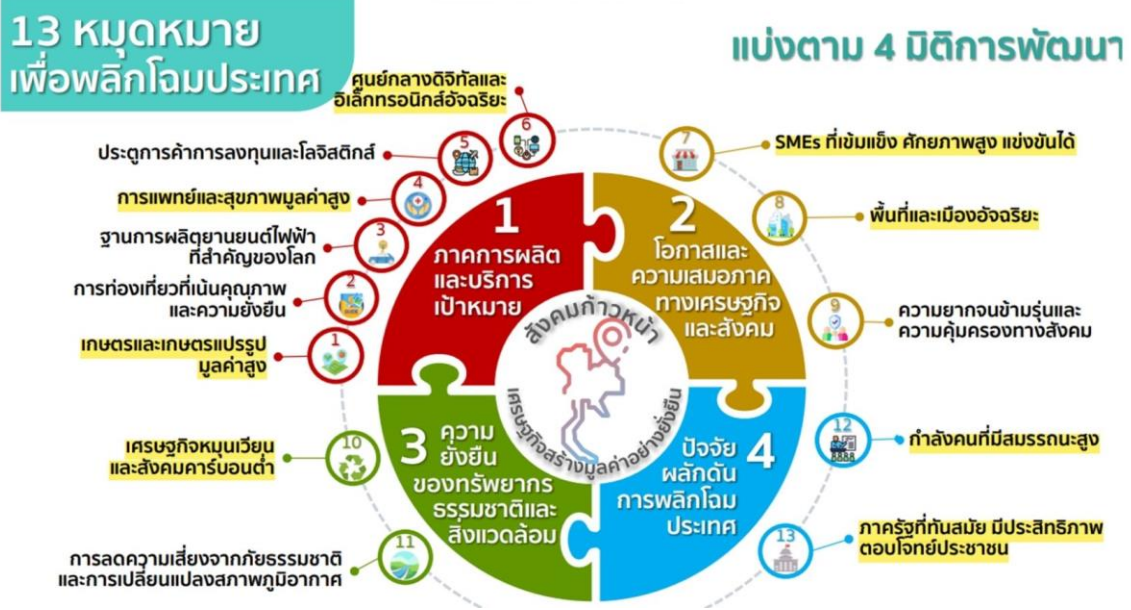 13 หมุดหมาย
เพื่อพลิกโฉมประเทศ
แบ่งตาม 4 มิติการพัฒนา
ศูนย์กลางดิจิทัลและ
อิเล็กทรอนิกส์อัจฉริยะ
6
ประตูการค้าการลงทุนและโลจิสติกส์
5
การแพทย์และสุขภาพมูลค่าสูง
4
ฐานการผลิตยานยนต์ไฟฟ้า
ที่สำคัญของโลก
3
การท่องเที่ยวที่เน้นคุณภาพ
และความยั่งยืน
2
เกษตรและเกษตรแปรรูป
มูลค่าสูง
1
1
ภาคการผลิต
และบริการ
เป้าหมาย
2
โอกาสและ
ความเสมอภาค
ทางเศรษฐกิจ
และสังคม
7
SMEs ที่เข้มแข็ง ศักยภาพสูง แข่งขันได้
8
พื้นที่และเมืองอัจฉริยะ
9
ความยากจนข้ามรุ่นและ
ความคุ้มครองทางสังคม
สังคมก้าวหน้า
เศรษฐกิจสร้างมูลค่าอย่างยั่งยืน
3
ความ
ยั่งยืน
ของทรัพยากร
ธรรมชาติและ
สิ่งแวดล้อม
เศรษฐกิจหมุนเวียน
และสังคมคาร์บอนต่ำ
10
การลดความเสี่ยงจากภัยธรรมชาติ
และการเปลี่ยนแปลงสภาพภูมิอากาศ
11
4
ปัจจัย
ผลักดัน
การพลิกโฉม
ประเทศ
12
กำลังคนที่มีสมรรถนะสูง
13
ภาครัฐที่ทันสมัย มีประสิทธิภาพ
ตอบโจทย์ประชาชน